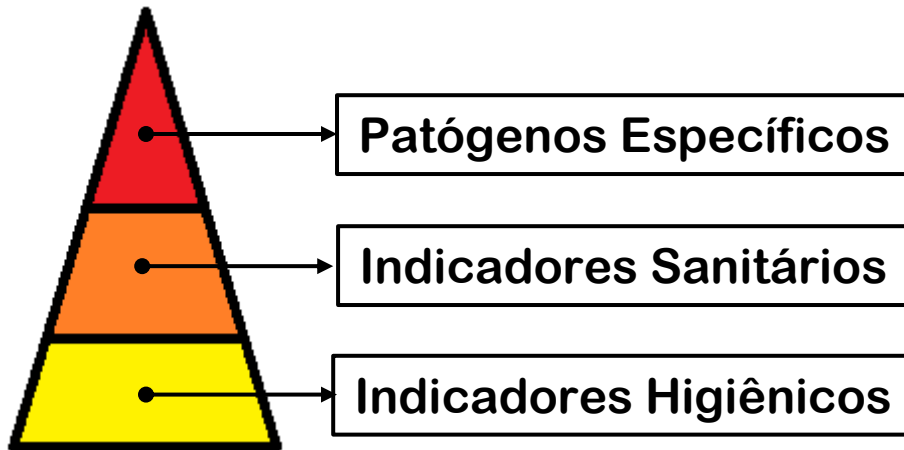 Patógenos Específicos
Indicadores Sanitários
Indicadores Higiênicos